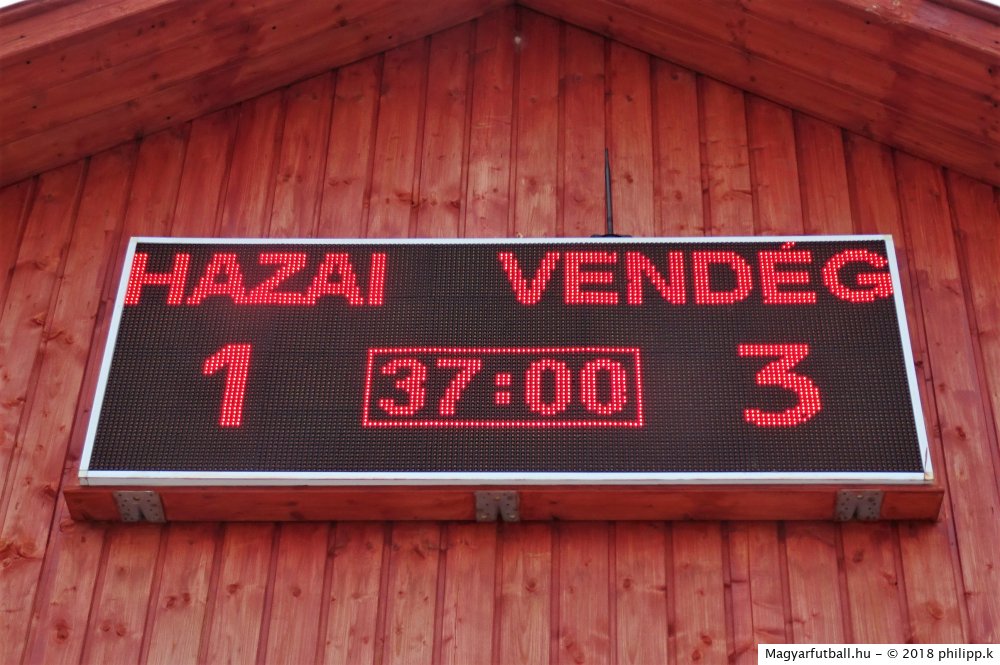 HAZAI VENDÉG
1 37:00 3
Magyarfutball.hu – © 2018 philipp.k